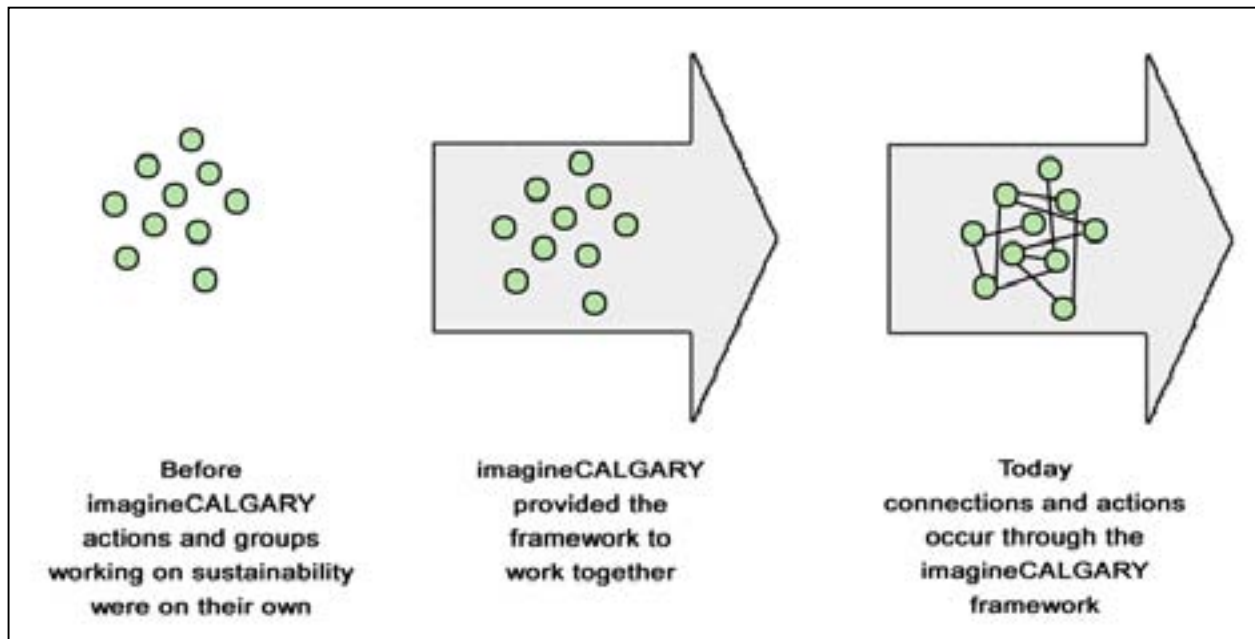 Before
imagineCALGARY
actions and groups
working on sustainability
were on their own
imagineCALGARY
provided the
framework to
work together
Today
connections and actions
occur through the
imagineCALGARY
framework